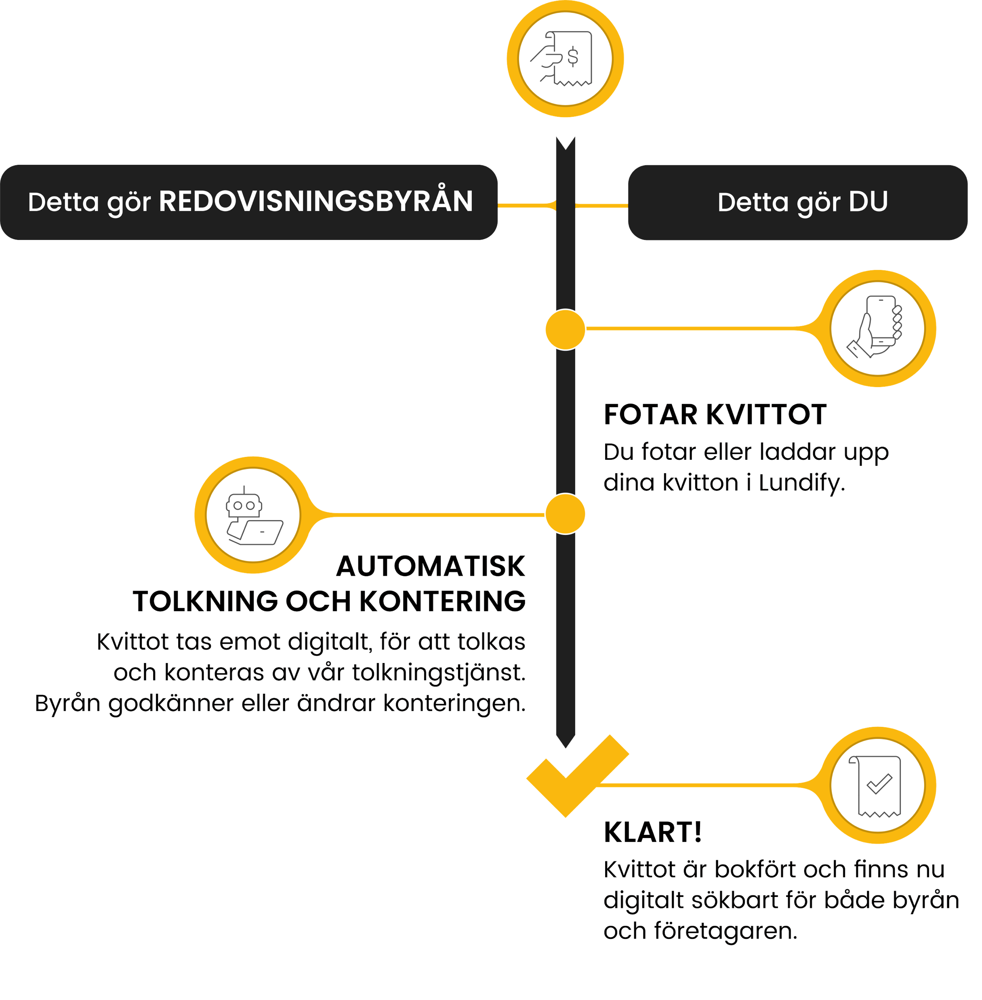 Detta gör REDOVISNINGSBYRÅN
Detta gör DU
FOTAR KVITTOT
Du fotar eller laddar upp
dina kvitton i Lundify.
AUTOMATISK
TOLKNING OCH KONTERING
Kvittot tas emot digitalt, för att tolkas
och konteras av vår tolkningstjänst.
Byrån godkänner eller ändrar konteringen.
KLART!
Kvittot är bokfört och finns nu
digitalt sökbart för både byrån
och företagaren.